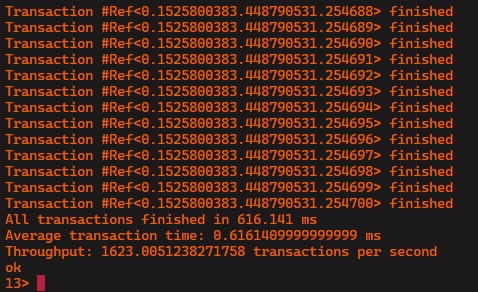 Transaction #Ref<0.1525800383.448790531.254688> finished
Transaction #Ref<0.1525800383.448790531.254689> finished
Transaction #Ref<0.1525800383.448790531.254690> finished
Transaction #Ref<0.1525800383.448790531.254691> finished
Transaction #Ref<0.1525800383.448790531.254692> finished
Transaction #Ref<0.1525800383.448790531.254693> finished
Transaction #Ref<0.1525800383.448790531.254694> finished
Transaction #Ref<0.1525800383.448790531.254695> finished
Transaction #Ref<0.1525800383.448790531.254696> finished
Transaction #Ref<0.1525800383.448790531.254697> finished
Transaction #Ref<0.1525800383.448790531.254698> finished
Transaction #Ref<0.1525800383.448790531.254699> finished
Transaction #Ref<0.1525800383.448790531.254700> finished
All transactions finished in 616.141 ms
Average transaction time: 0.6161409999999999 ms
Throughput: 1623.0051238271758 transactions per second
ok
13>